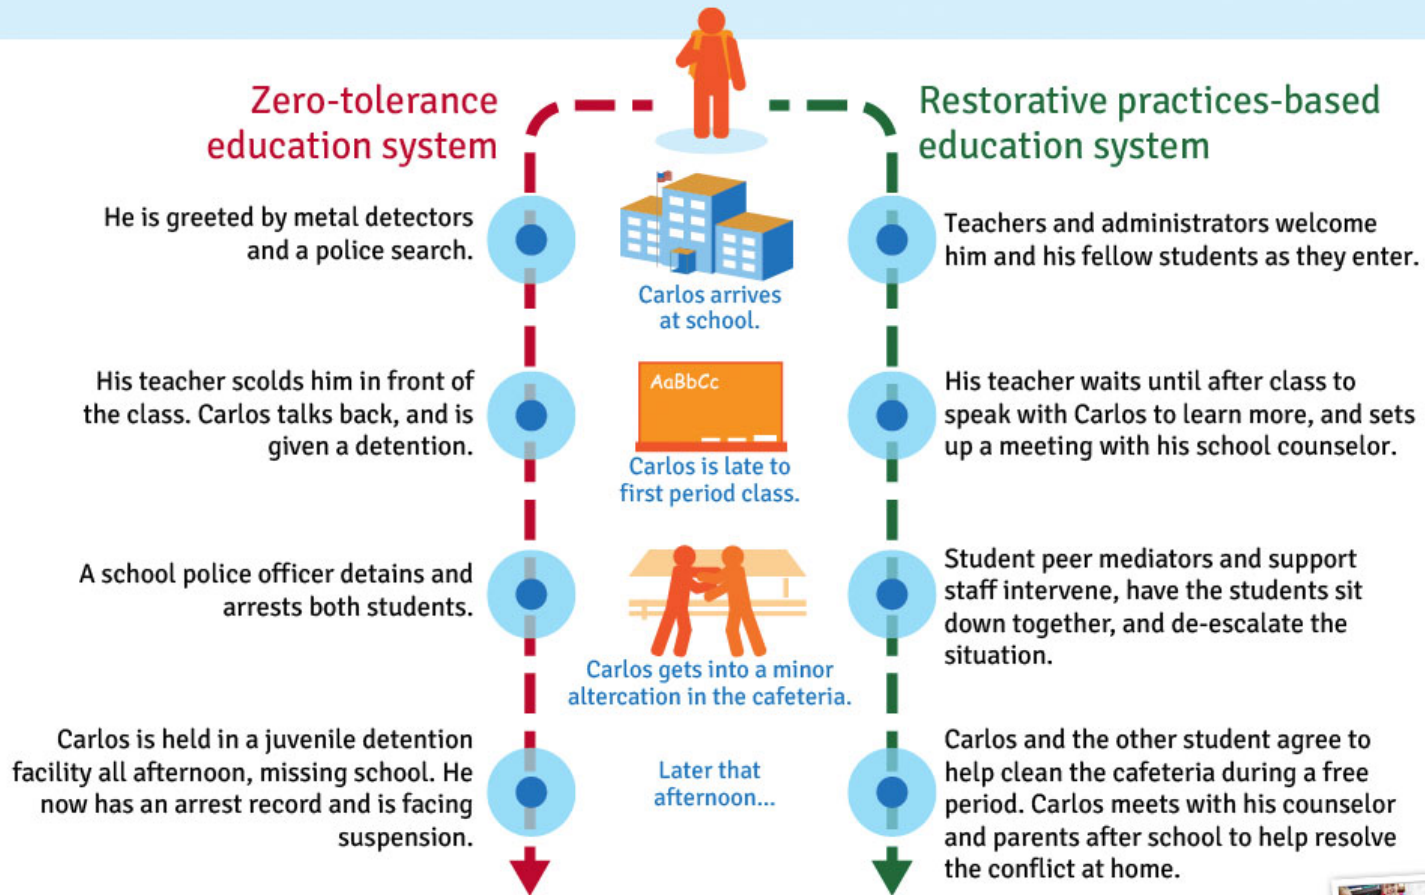 Zero-tolerance
education system
Restorative practices-based
education system
He is greeted by metal detectors
and a police search.
Carlos arrives
at school.
Teachers and administrators welcome
him and his fellow students as they enter.
His teacher scolds him in front of
the class. Carlos talks back, and is
given a detention.
AaBbCc
Carlos is late to
first period class.
His teacher waits until after class to
speak with Carlos to learn more, and sets
up a meeting with his school counselor.
A school police officer detains and
arrests both students.
Carlos gets into a minor
altercation in the cafeteria.
Student peer mediators and support
staff intervene, have the students sit
down together, and de-escalate the
situation.
Carlos is held in a juvenile detention
facility all afternoon, missing school. He
now has an arrest record and is facing
suspension.
Later that
afternoon...
Carlos and the other student agree to
help clean the cafeteria during a free
period. Carlos meets with his counselor
and parents after school to help resolve
the conflict at home.